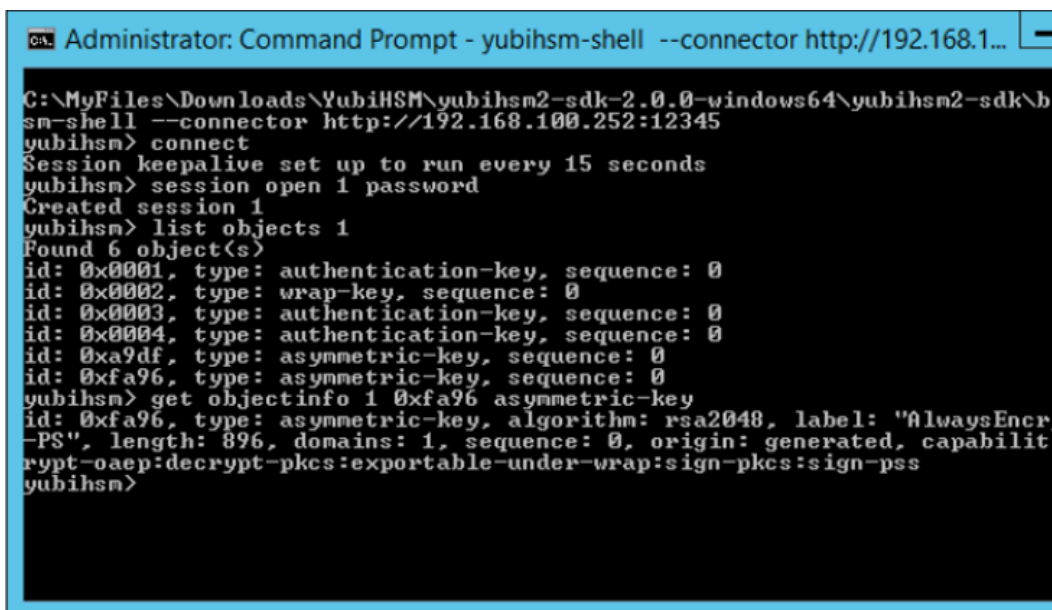 Administrator: Command Prompt - yubihsm-shell --connector http://192.168.1...
C:\MyFiles\Downloads\YubiHSM\yubihsm2-sdk-2.0.0-windows64\yubihsm2-sdk\b
sm-shell --connector http://192.168.100.252:12345
yubihsm> connect
Session keepalive set up to run every 15 seconds
yubihsm> session open 1 password
Created session 1
yubihsm> list objects 1
Found 6 object(s)
id: 0x0001, type: authentication-key, sequence: 0
id: 0x0002, type: wrap-key, sequence: 0
id: 0x0003, type: authentication-key, sequence: 0
id: 0x0004, type: authentication-key, sequence: 0
id: 0xa9df, type: asymmetric-key, sequence: 0
id: 0xfa96, type: asymmetric-key, sequence: 0
yubihsm> get objectinfo 1 0xfa96 asymmetric-key
id: 0xfa96, type: asymmetric-key, algorithm: rsa2048, label: "AlwaysEncr
-PS", length: 896, domains: 1, sequence: 0, origin: generated, capabilit
rypt-oaep:decrypt-pkcs:exportable-under-wrap:sign-pkcs:sign-pss
yubihsm>